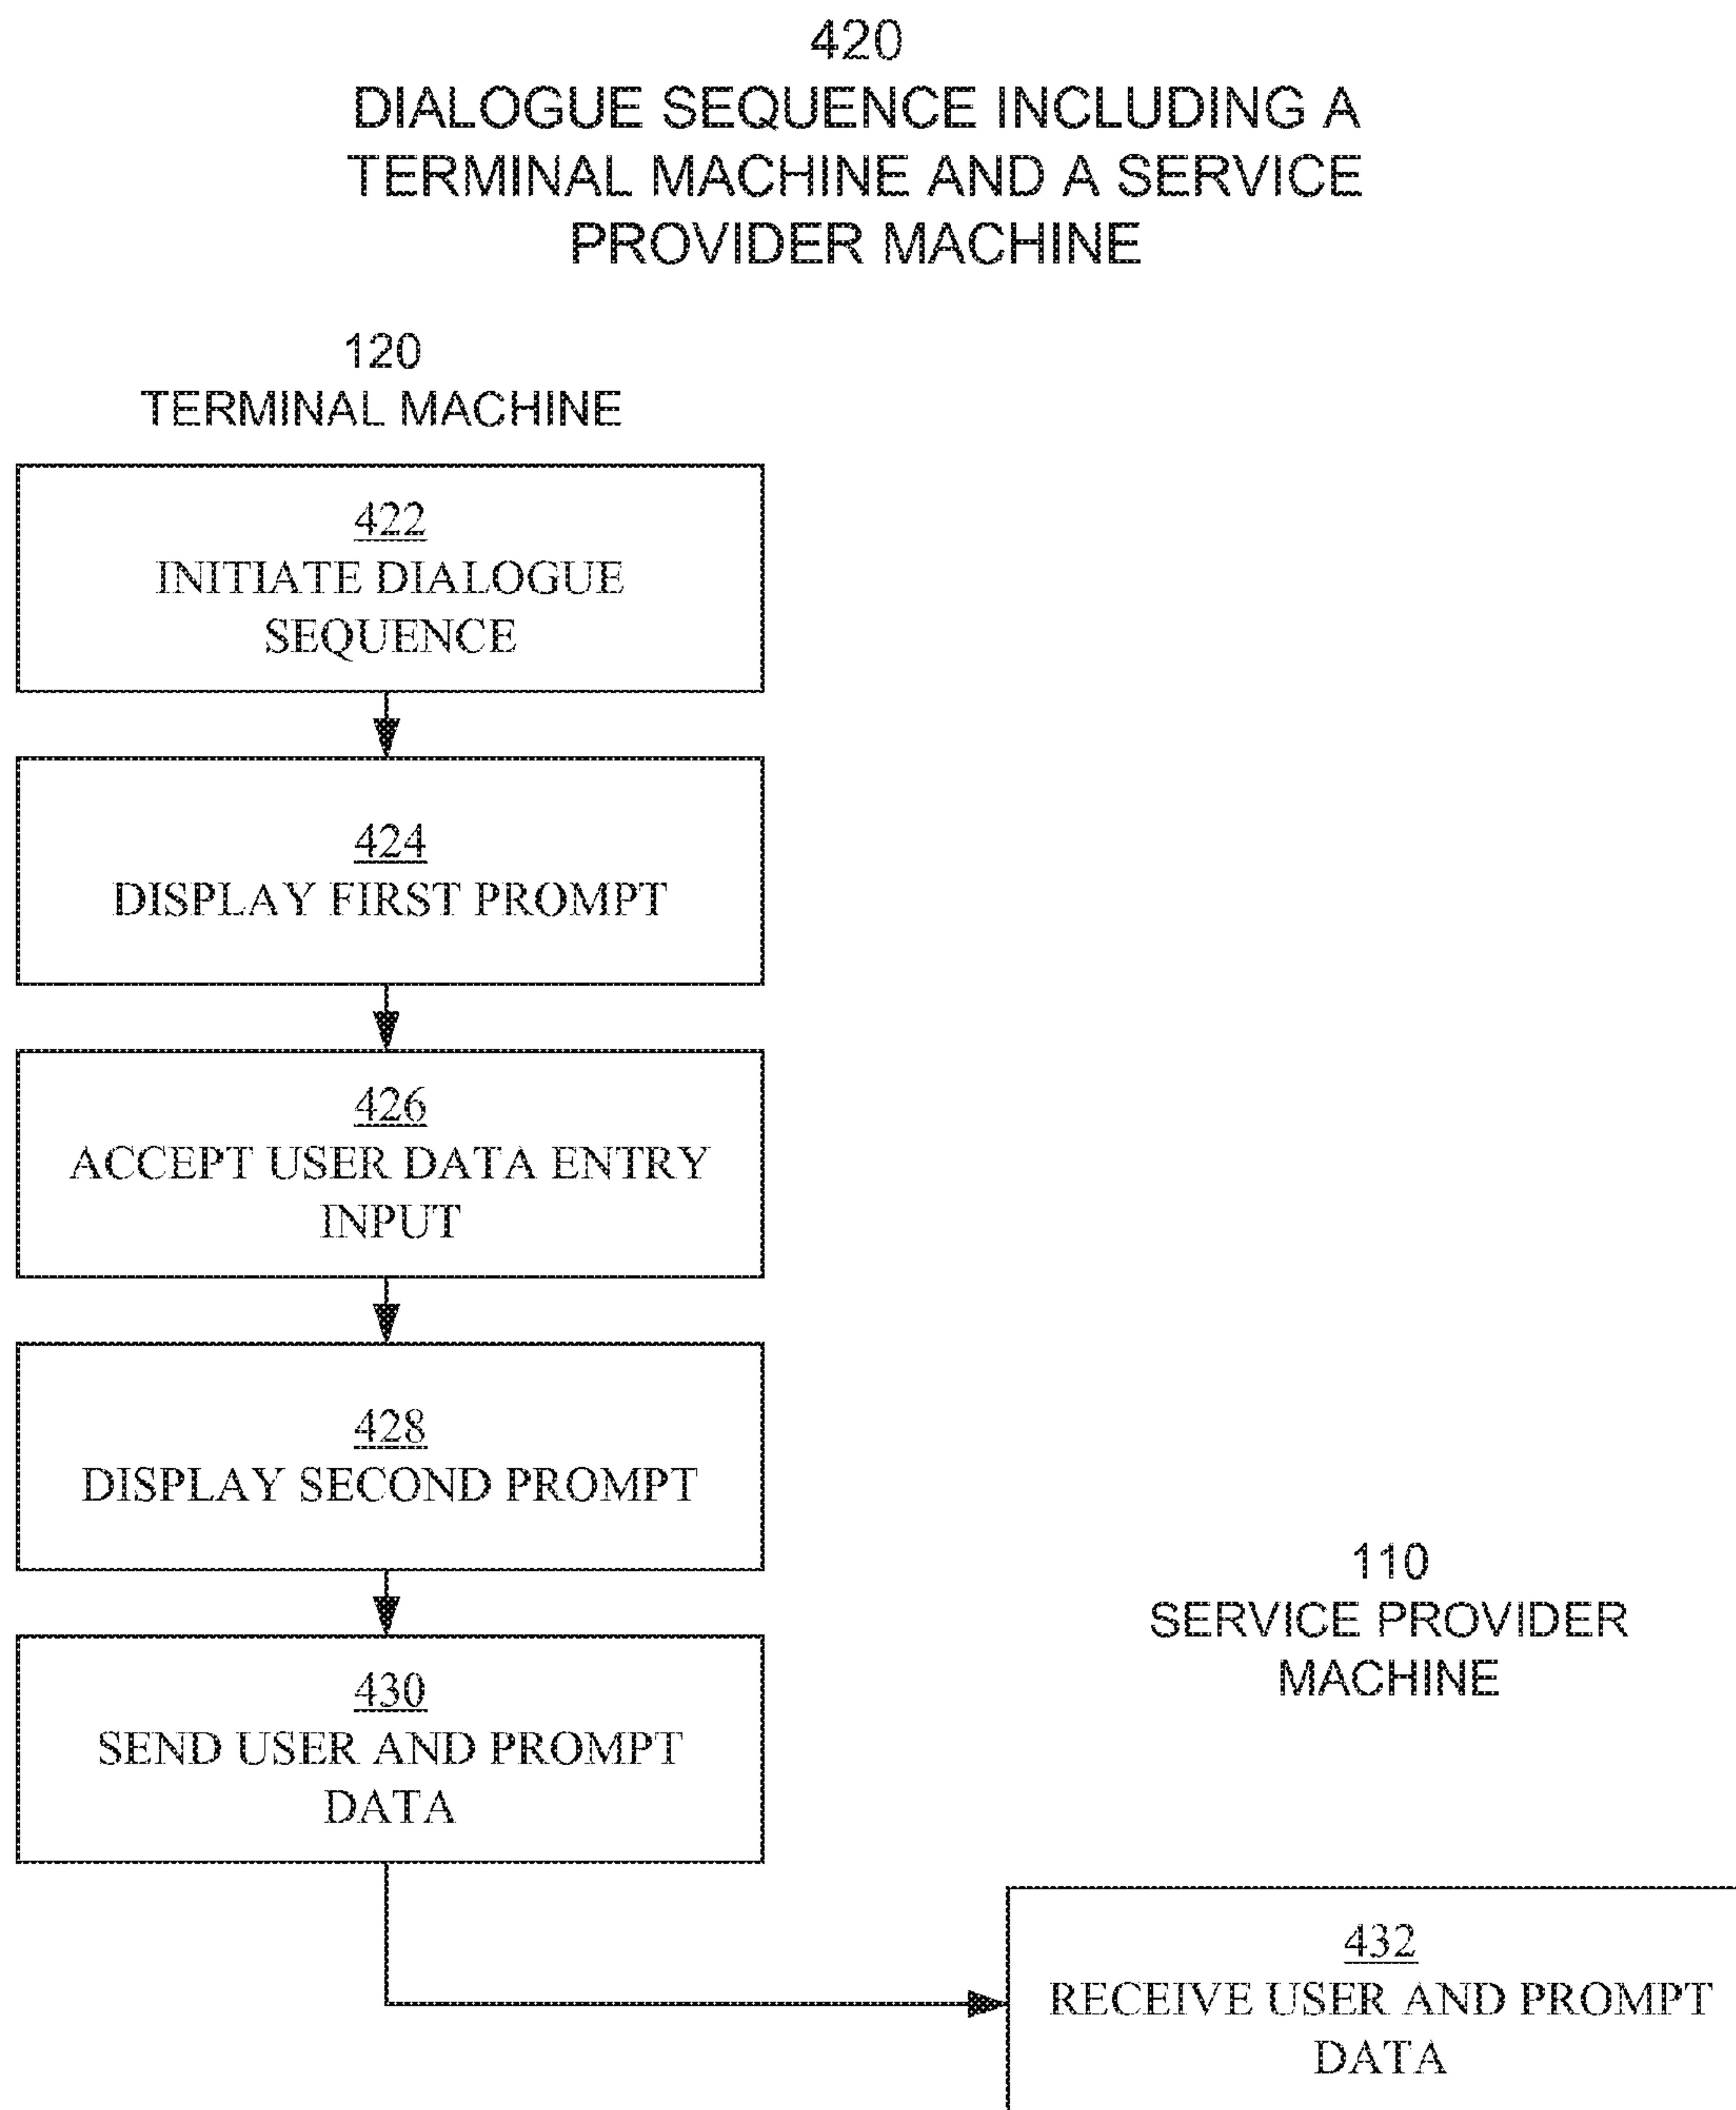 420
DIALOGUE SEQUENCE INCLUDING A
TERMINAL MACHINE AND A SERVICE
PROVIDER MACHINE
120
TERMINAL MACHINE
422
INITIATE DIALOGUE
SEQUENCE
424
DISPLAY FIRST PROMPT
426
ACCEPT USER DATA ENTRY
INPUT
428
DISPLAY SECOND PROMPT
110
SERVICE PROVIDER
MACHINE
430
SEND USER AND PROMPT
DATA
432
RECEIVE USER AND PROMPT
DATA